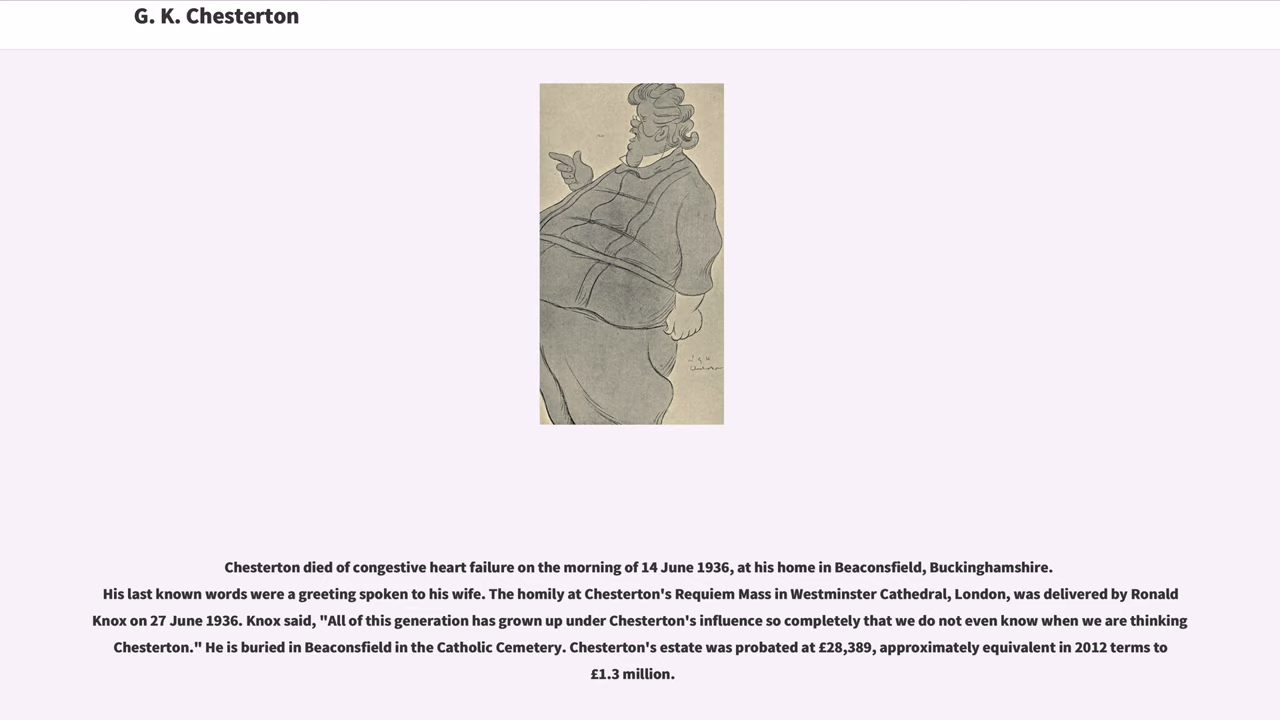 G. K. Chesterton
Chesterton died of congestive heart failure on the morning of 14 June 1936, at his home in Beaconsfield, Buckinghamshire.
His last known words were a greeting spoken to his wife. The homily at Chesterton's Requiem Mass in Westminster Cathedral, London, was delivered by Ronald
Knox on 27 June 1936. Knox said, "All of this generation has grown up under Chesterton's influence so completely that we do not even know when we are thinking
Chesterton." He is buried in Beaconsfield in the Catholic Cemetery. Chesterton's estate was probated at £28,389, approximately equivalent in 2012 terms to
£1.3 million.